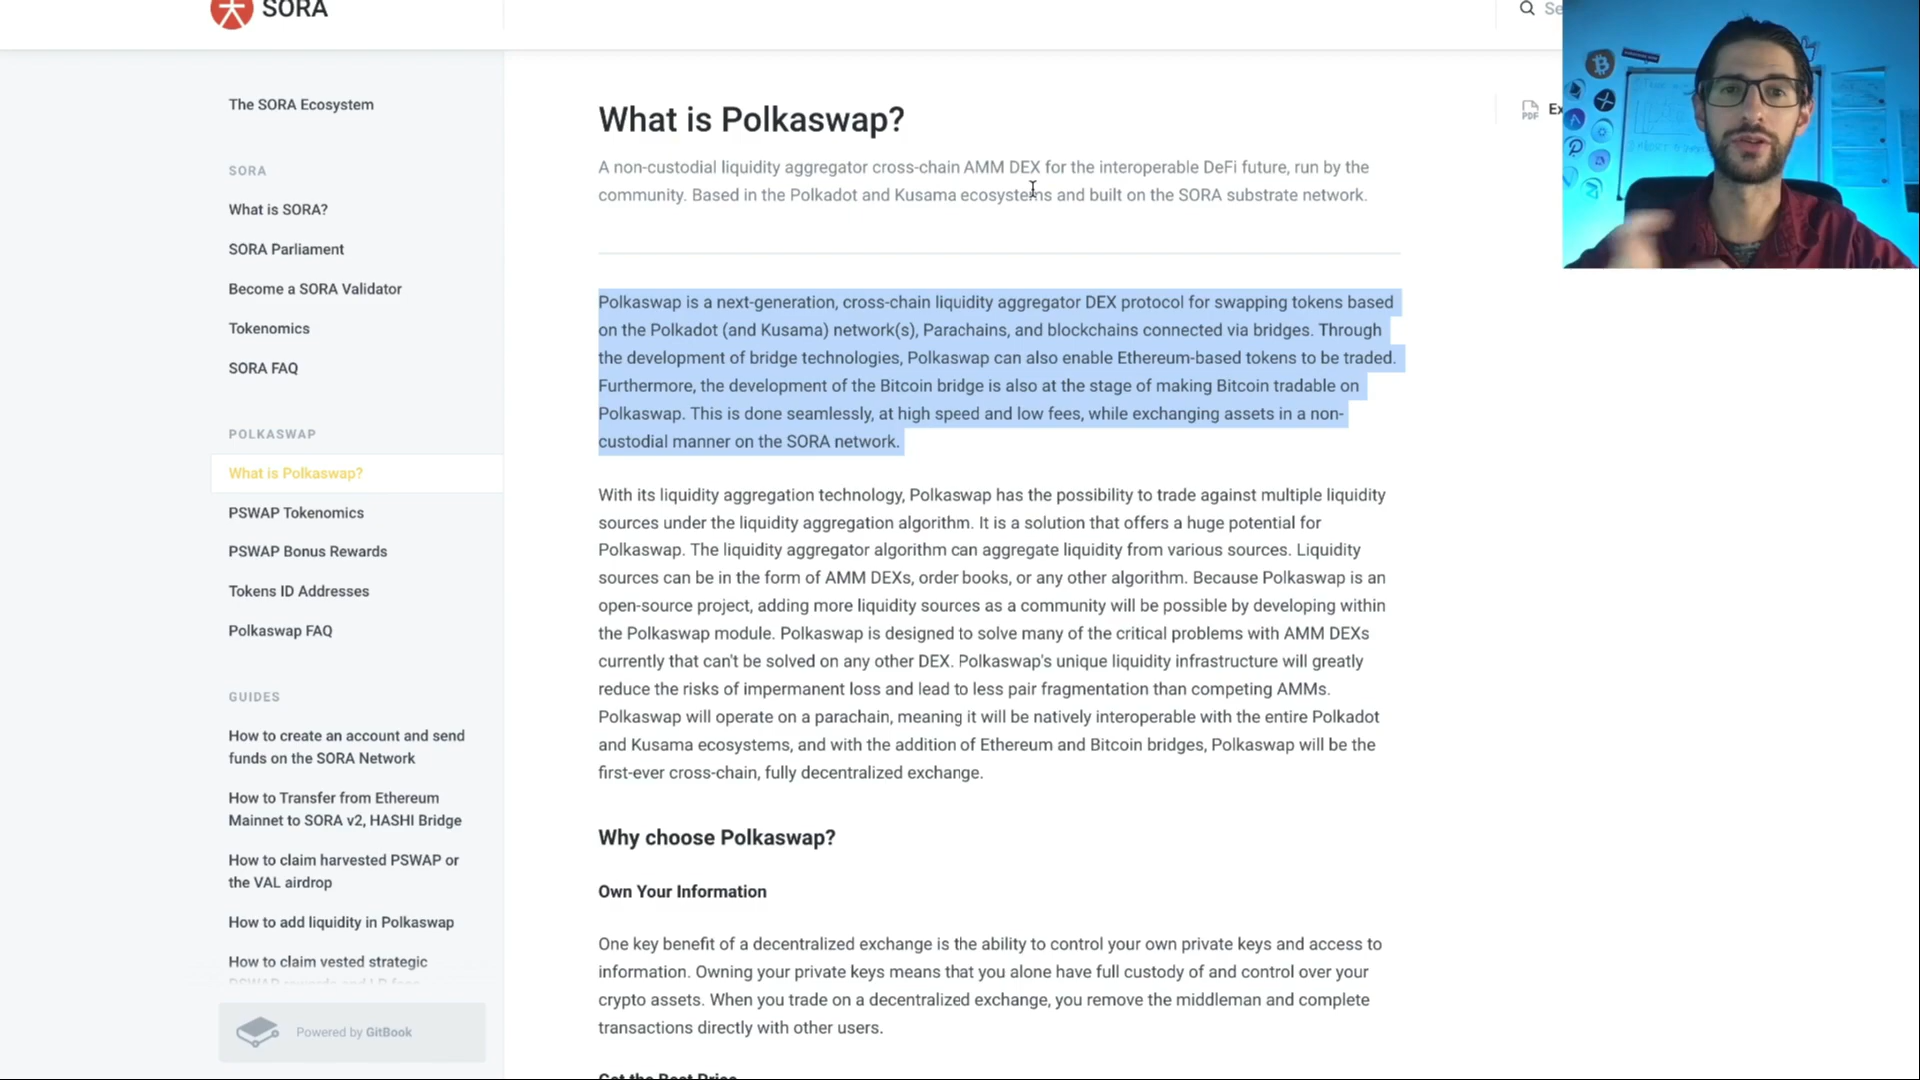 SORA
Se
The SORA Ecosystem
SORA
What is SORA?
SORA Parliament
Become a SORA Validator
Tokenomics
SORA FAQ
POLKASWAP
What is Polkaswap?
PSWAP Tokenomics
PSWAP Bonus Rewards
Tokens ID Addresses
Polkaswap FAQ
GUIDES
How to create an account and send
funds on the SORA Network
How to Transfer from Ethereum
Mainnet to SORA v2, HASHI Bridge
How to claim harvested PSWAP or
the VAL airdrop
How to add liquidity in Polkaswap
How to claim vested strategic
PSWAP rewards and LP fees
Powered by GitBook
What is Polkaswap?
PDF
Ex
A non-custodial liquidity aggregator cross-chain AMM DEX for the interoperable DeFi future, run by the
community. Based in the Polkadot and Kusama ecosystems and built on the SORA substrate network.
Polkaswap is a next-generation, cross-chain liquidity aggregator DEX protocol for swapping tokens based
on the Polkadot (and Kusama) network(s), Parachains, and blockchains connected via bridges. Through
the development of bridge technologies, Polkaswap can also enable Ethereum-based tokens to be traded.
Furthermore, the development of the Bitcoin bridge is also at the stage of making Bitcoin tradable on
Polkaswap. This is done seamlessly, at high speed and low fees, while exchanging assets in a non-
custodial manner on the SORA network.
With its liquidity aggregation technology, Polkaswap has the possibility to trade against multiple liquidity
sources under the liquidity aggregation algorithm. It is a solution that offers a huge potential for
Polkaswap. The liquidity aggregator algorithm can aggregate liquidity from various sources. Liquidity
sources can be in the form of AMM DEXs, order books, or any other algorithm. Because Polkaswap is an
open-source project, adding more liquidity sources as a community will be possible by developing within
the Polkaswap module. Polkaswap is designed to solve many of the critical problems with AMM DEXs
currently that can't be solved on any other DEX. Polkaswap's unique liquidity infrastructure will greatly
reduce the risks of impermanent loss and lead to less pair fragmentation than competing AMMs.
Polkaswap will operate on a parachain, meaning it will be natively interoperable with the entire Polkadot
and Kusama ecosystems, and with the addition of Ethereum and Bitcoin bridges, Polkaswap will be the
first-ever cross-chain, fully decentralized exchange.
Why choose Polkaswap?
Own Your Information
One key benefit of a decentralized exchange is the ability to control your own private keys and access to
information. Owning your private keys means that you alone have full custody of and control over your
crypto assets. When you trade on a decentralized exchange, you remove the middleman and complete
transactions directly with other users.
Get the Best Price